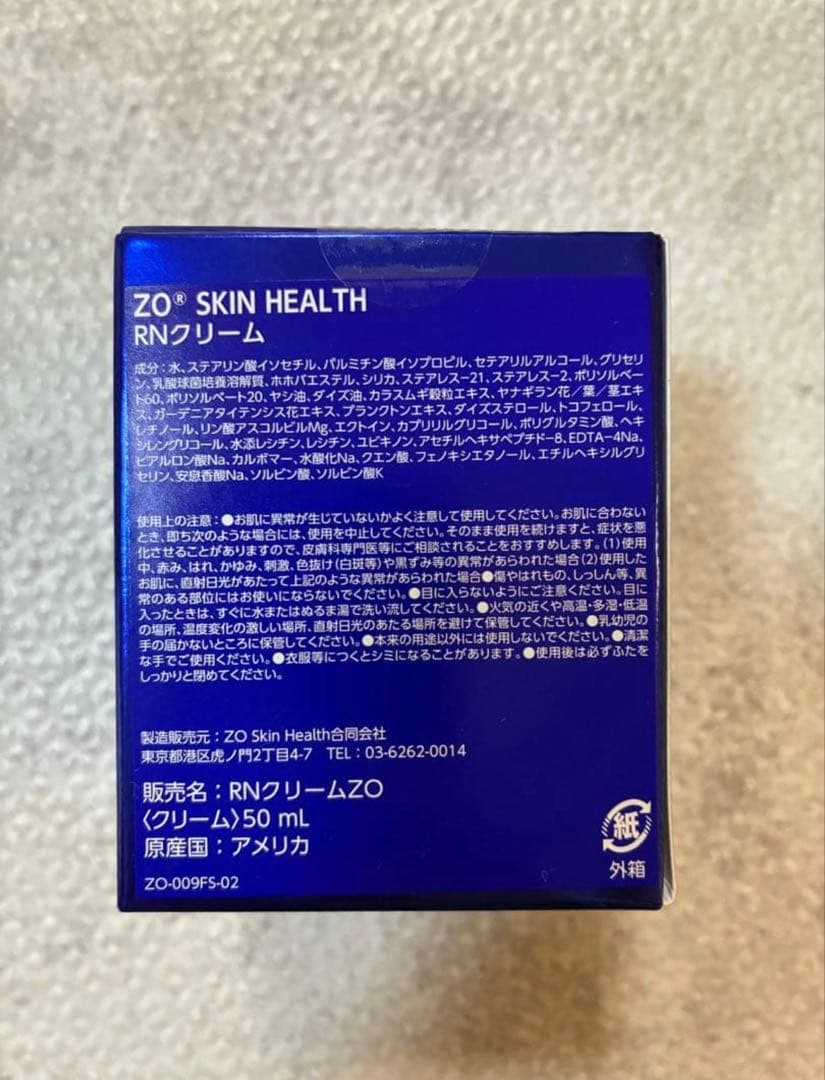 ZO® SKIN HEALTH
RNクリーム
成分：水、ステアリン酸イソセチル、パルミチン酸イソプロピル、セテアリルアルコール、グリセリ
ン、乳酸球菌培養溶解質、ホホバエステル、シリカ、ステアレス-21、ステアレス-2、ポリソルベー
ト60、ポリソルベート20、ヤシ油、ダイズ油、カラスムギ穀粒エキス、ヤナギラン花／葉／茎エキ
ス、ガーデニアタイテンシス花エキス、プランクトンエキス、ダイズステロール、トコフェロール、
レチノール、リン酸アスコルビルMg、エクトイン、カプリリルグリコール、ポリグルタミン酸、ヘキ
シレングリコール、水添レシチン、レシチン、ユビキノン、アセチルヘキサペプチド-8、EDTA-4Na、
ヒアルロン酸Na、カルボマー、水酸化Na、クエン酸、フェノキシエタノール、エチルヘキシルグリ
セリン、安息香酸Na、ソルビン酸、ソルビン酸K
使用上の注意：●お肌に異常が生じていないかよく注意して使用してください。お肌に合わない
とき、即ち次のような場合には、使用を中止してください。そのまま使用を続けますと、症状を悪
化させることがありますので、皮膚科専門医等にご相談されることをおすすめします。(1)使用
中、赤み、はれ、かゆみ、刺激、色抜け(白斑等)や黒ずみ等の異常があらわれた場合(2)使用した
お肌に、直射日光があたって上記のような異常があらわれた場合●傷やはれもの、しっしん等、異
常のある部位にはお使いにならないでください。●目に入らないようにご注意ください。目に
入ったときは、すぐに水またはぬるま湯で洗い流してください。●火気の近くや高温・多湿・低温
の場所、温度変化の激しい場所、直射日光のあたる場所を避けて保管してください。●乳幼児の
手の届かないところに保管してください。●本来の用途以外には使用しないでください。●清潔
な手でご使用ください。●衣服等につくとシミになることがあります。●使用後は必ずふたを
しっかりと閉めてください。
製造販売元：ZO Skin Health合同会社
東京都港区虎ノ門2丁目4-7 TEL：03-6262-0014
販売名：RNクリームZO
〈クリーム〉50 mL
原産国：アメリカ
紙
外箱
ZO-009FS-02